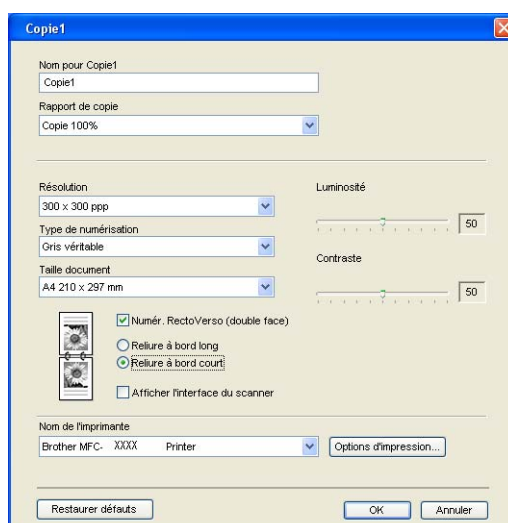 Copie1
Nom pour Copie1
Copie1
Rapport de copie
Copie 100%
Résolution
300 x 300 ppp
Type de numérisation
Gris véritable
Taille document
A4 210 x 297 mm
Luminosité
50
Contraste
50
Numér. RectoVerso (double face)
Reliure à bord long
Reliure à bord court
Afficher l'interface du scanner
Nom de l'imprimante
Brother MFC- XXXX Printer
Options d'impression...
Restaurer défauts
OK
Annuler